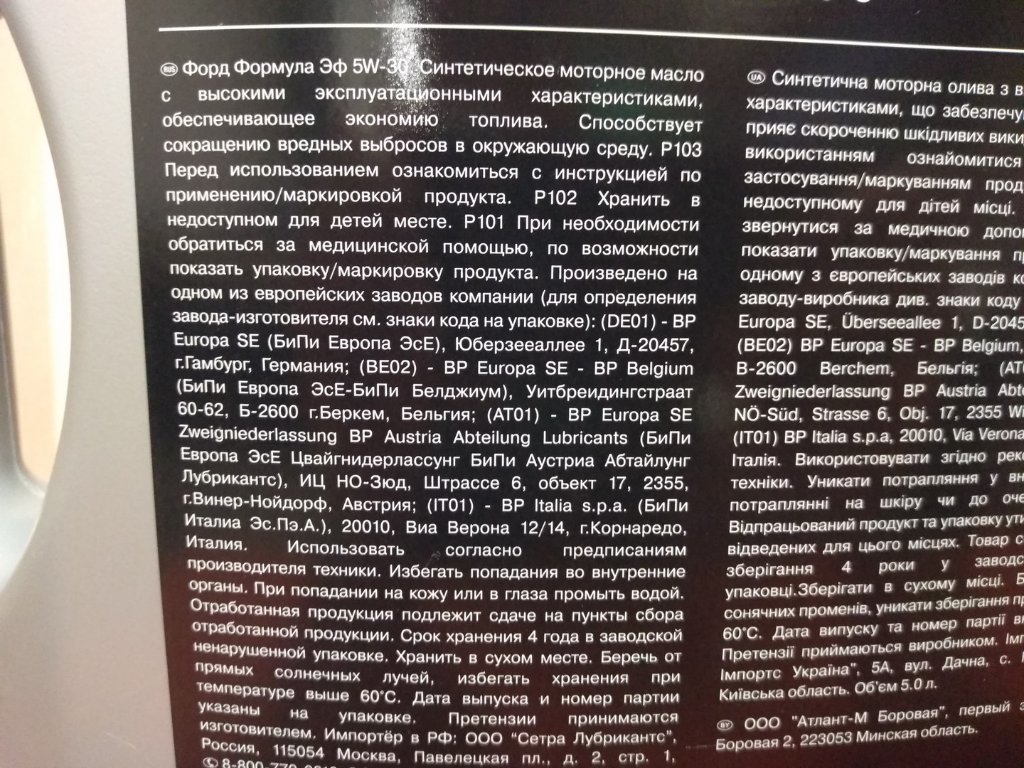 RUS Форд Формула Эф 5W-30. Синтетическое моторное масло
с высокими эксплуатационными характеристиками,
обеспечивающее экономию топлива. Способствует
сокращению вредных выбросов в окружающую среду. P103
Перед использованием ознакомиться с инструкцией по
применению/маркировкой продукта. P102 Хранить в
недоступном для детей месте. P101 При необходимости
обратиться за медицинской помощью, по возможности
показать упаковку/маркировку продукта. Произведено на
одном из европейских заводов компании (для определения
завода-изготовителя см. знаки кода на упаковке): (DE01) - BP
Europa SE (БиПи Европа ЭсЕ), Юберзееаллее 1, Д-20457,
г.Гамбург, Германия; (BE02) - BP Europa SE - BP Belgium
(БиПи Европа ЭсЕ-БиПи Белджиум), Уитбреидингстраат
60-62, Б-2600 г.Беркем, Бельгия; (AT01) - BP Europa SE
Zweigniederlassung BP Austria Abteilung Lubricants (БиПи
Европа ЭсЕ Цвайгнидерлассунг БиПи Аустриа Абтайлунг
Лубрикантс), ИЦ НО-Зюд, Штрассе 6, объект 17, 2355,
г.Винер-Нойдорф, Австрия; (IT01) - BP Italia s.p.a. (БиПи
Италиа Эс.Пэ.А.), 20010, Виа Верона 12/14, г.Корнаредо,
Италия. Использовать согласно предписаниям
производителя техники. Избегать попадания во внутренние
органы. При попадании на кожу или в глаза промыть водой.
Отработанная продукция подлежит сдаче на пункты сбора
отработанной продукции. Срок хранения 4 года в заводской
ненарушенной упаковке. Хранить в сухом месте. Беречь от
прямых солнечных лучей, избегать хранения при
температуре выше 60°C. Дата выпуска и номер партии
указаны на упаковке. Претензии принимаются
изготовителем. Импортёр в РФ: ООО "Сетра Лубрикантс",
Россия, 115054 Москва, Павелецкая пл., д. 2, стр. 1,
8-800-770
UA Синтетична моторна олива з
характеристиками, що
прияє скороченню шкідливих
використанням ознайомитися
застосування/маркуванням
недоступному для дітей місці.
звернутися за медичною
показати упаковку/маркування
одному з європейських заводів
заводу-виробника див. знаки коду
Europa SE, Überseeallee 1,
(BE02) BP Europa SE - BP Belgium,
B-2600 Berchem, Бельгія;
Zweigniederlassung BP Austria
NÖ-Süd, Strasse 6, Obj. 17, 2355
(IT01) BP Italia s.p.a, 20010, Via Verona
Італія. Використовувати згідно
техніки. Уникати потрапляння у
потраплянні на шкіру чи до
Відпрацьований продукт та упаковку
відведених для цього місцях. Товар
зберігання 4 роки у
упаковці.Зберігати в сухому місці.
сонячних променів, уникати зберігання
60°C. Дата випуску та номер партії
Претензії приймаються виробником.
Імпортс Україна", 5А, вул. Дачна, с.
Київська область. Об'єм 5.0 л.
BY ООО "Атлант-М Боровая", первый
Боровая 2, 223053 Минская область.